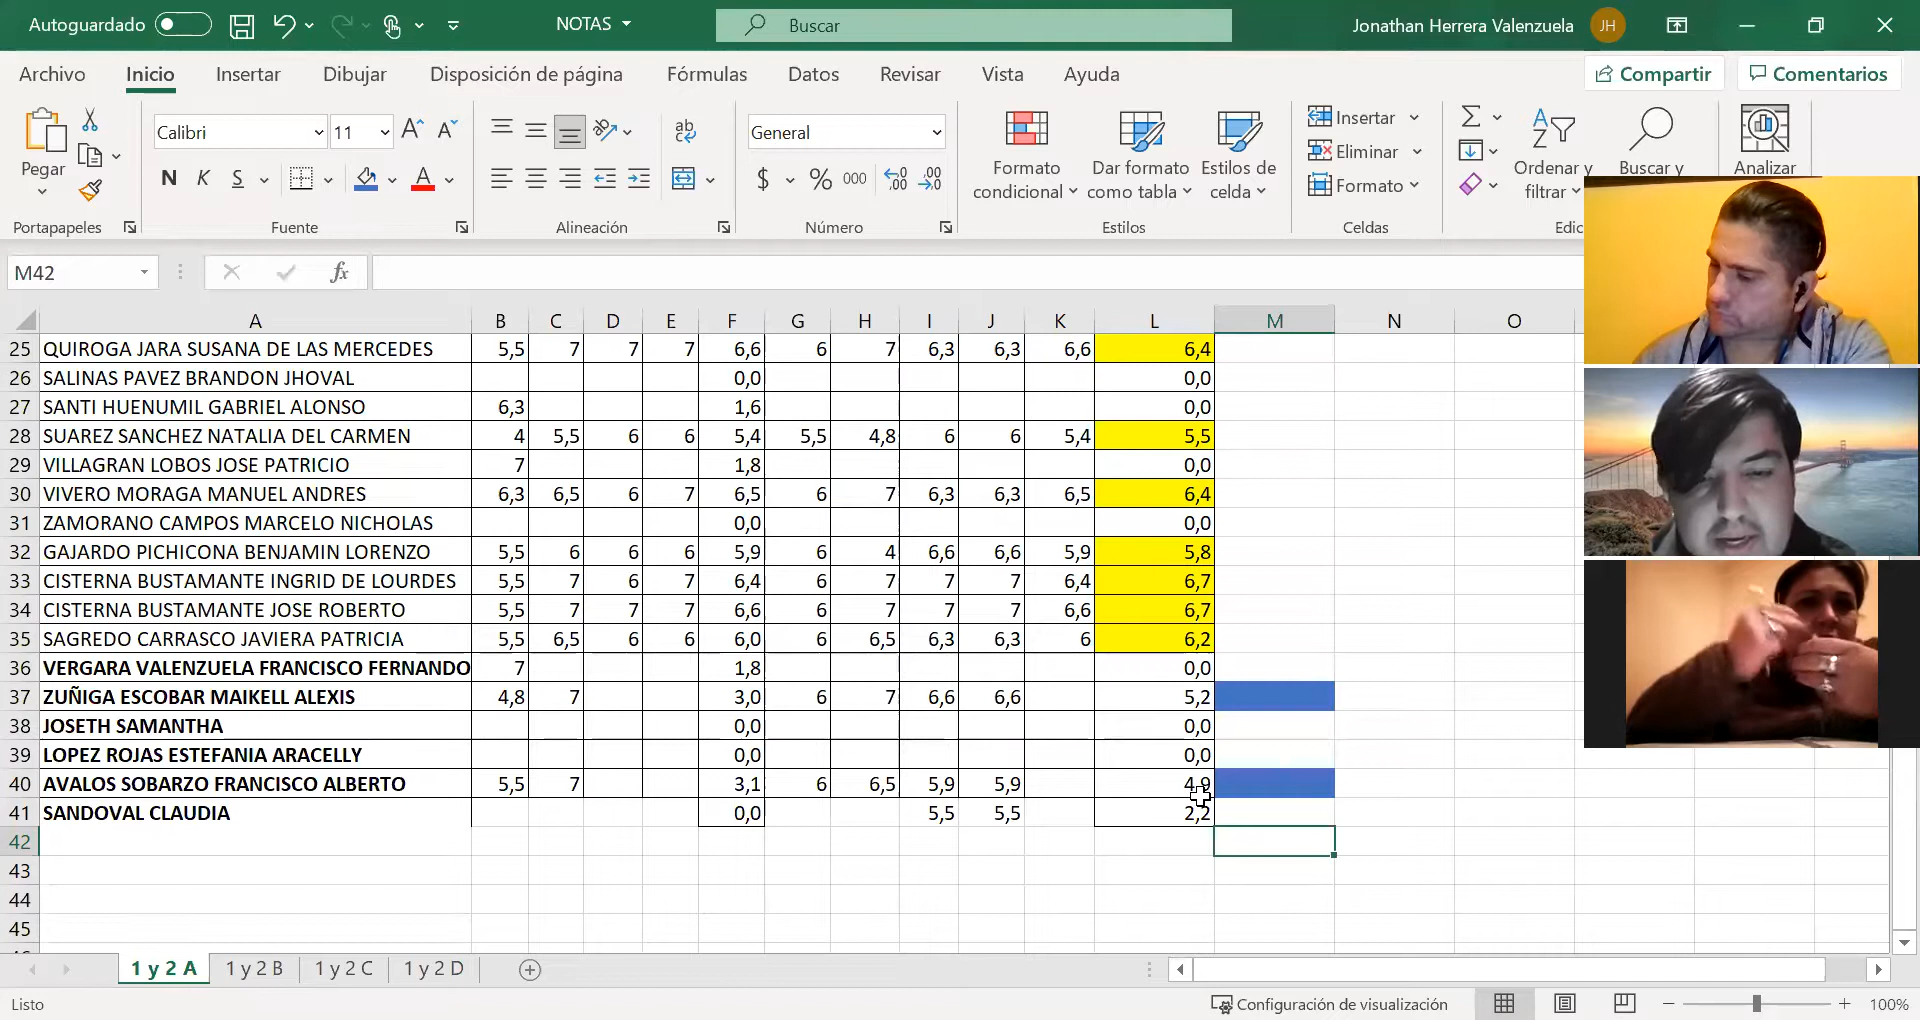 Autoguardado NOTAS Buscar Jonathan Herrera Valenzuela JH
Archivo Inicio Insertar Dibujar Disposición de página Fórmulas Datos Revisar Vista Ayuda Compartir Comentarios
Pegar
Calibri 11
N K S
General
$ % 000
Formato condicional
Dar formato como tabla
Estilos de celda
Insertar
Eliminar
Formato
Ordenar y filtrar
Buscar y
Analizar
Portapapeles Fuente Alineación Número Estilos Celdas Edic
M42 fx
A B C D E F G H I J K L M N O
25 QUIROGA JARA SUSANA DE LAS MERCEDES 5,5 7 7 7 6,6 6 7 6,3 6,3 6,6 6,4
26 SALINAS PAVEZ BRANDON JHOVAL 0,0 0,0
27 SANTI HUENUMIL GABRIEL ALONSO 6,3 1,6 0,0
28 SUAREZ SANCHEZ NATALIA DEL CARMEN 4 5,5 6 6 5,4 5,5 4,8 6 6 5,4 5,5
29 VILLAGRAN LOBOS JOSE PATRICIO 7 1,8 0,0
30 VIVERO MORAGA MANUEL ANDRES 6,3 6,5 6 7 6,5 6 7 6,3 6,3 6,5 6,4
31 ZAMORANO CAMPOS MARCELO NICHOLAS 0,0 0,0
32 GAJARDO PICHICONA BENJAMIN LORENZO 5,5 6 6 6 5,9 6 4 6,6 6,6 5,9 5,8
33 CISTERNA BUSTAMANTE INGRID DE LOURDES 5,5 7 6 7 6,4 6 7 7 7 6,4 6,7
34 CISTERNA BUSTAMANTE JOSE ROBERTO 5,5 7 7 7 6,6 6 7 7 7 6,6 6,7
35 SAGREDO CARRASCO JAVIERA PATRICIA 5,5 6,5 6 6 6,0 6 6,5 6,3 6,3 6 6,2
36 VERGARA VALENZUELA FRANCISCO FERNANDO 7 1,8 0,0
37 ZUÑIGA ESCOBAR MAIKELL ALEXIS 4,8 7 3,0 6 7 6,6 6,6 5,2
38 JOSETH SAMANTHA 0,0 0,0
39 LOPEZ ROJAS ESTEFANIA ARACELLY 0,0 0,0
40 AVALOS SOBARZO FRANCISCO ALBERTO 5,5 7 3,1 6 6,5 5,9 5,9 4,9
41 SANDOVAL CLAUDIA 0,0 5,5 5,5 2,2
42
43
44
45
1 y 2 A 1 y 2 B 1 y 2 C 1 y 2 D
Listo Configuración de visualización 100%